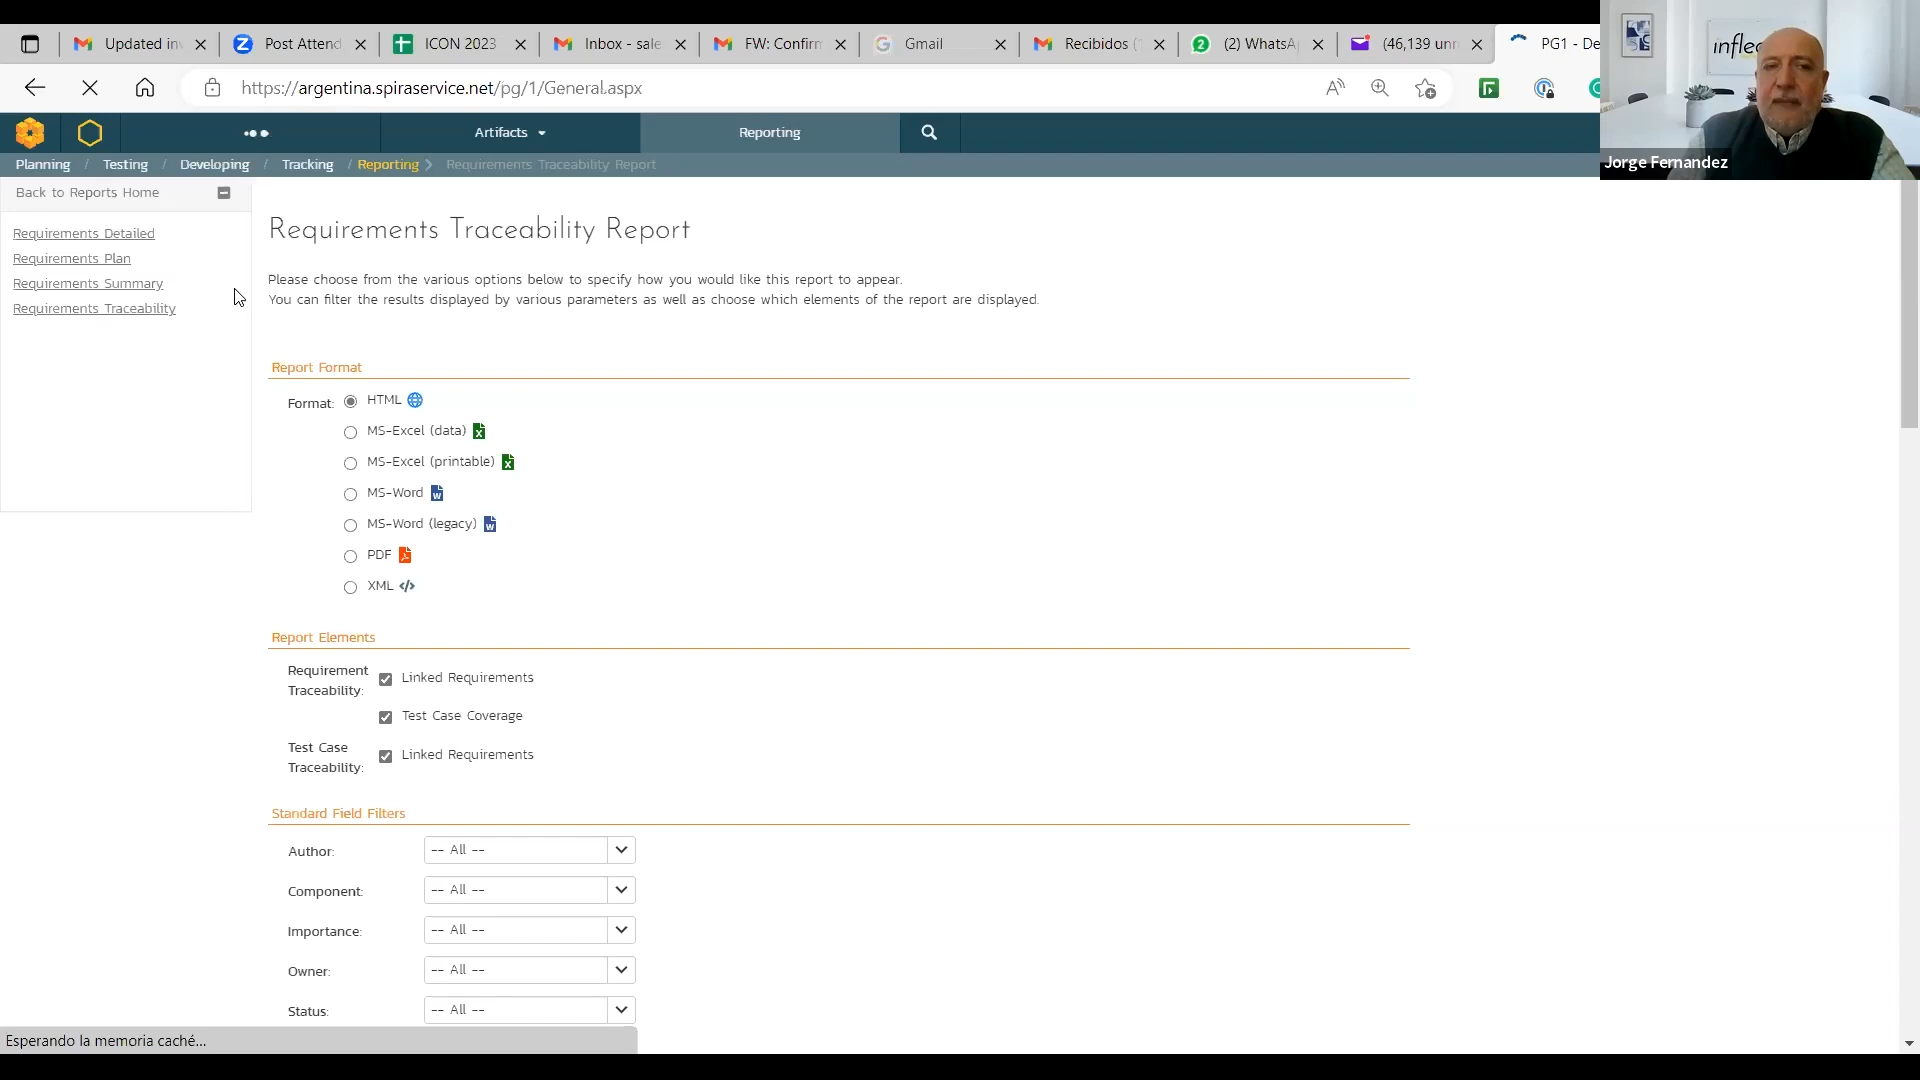 Updated in
Post Attend
ICON 2023
Inbox - sale
FW: Confirm
Gmail
Recibidos (
(2) WhatsA
(46,139 unr
PG1 - De
https://argentina.spiraservice.net/pg/1/General.aspx
Artifacts
Reporting
Planning / Testing / Developing / Tracking / Reporting > Requirements Traceability Report
Jorge Fernandez
Back to Reports Home
Requirements Detailed
Requirements Plan
Requirements Summary
Requirements Traceability
Requirements Traceability Report
Please choose from the various options below to specify how you would like this report to appear.
You can filter the results displayed by various parameters as well as choose which elements of the report are displayed.
Report Format
Format: HTML
MS-Excel (data)
MS-Excel (printable)
MS-Word
MS-Word (legacy)
PDF
XML
Report Elements
Requirement Traceability: Linked Requirements
Test Case Coverage
Test Case Traceability: Linked Requirements
Standard Field Filters
Author: -- All --
Component: -- All --
Importance: -- All --
Owner: -- All --
Status: -- All --
Esperando la memoria caché...